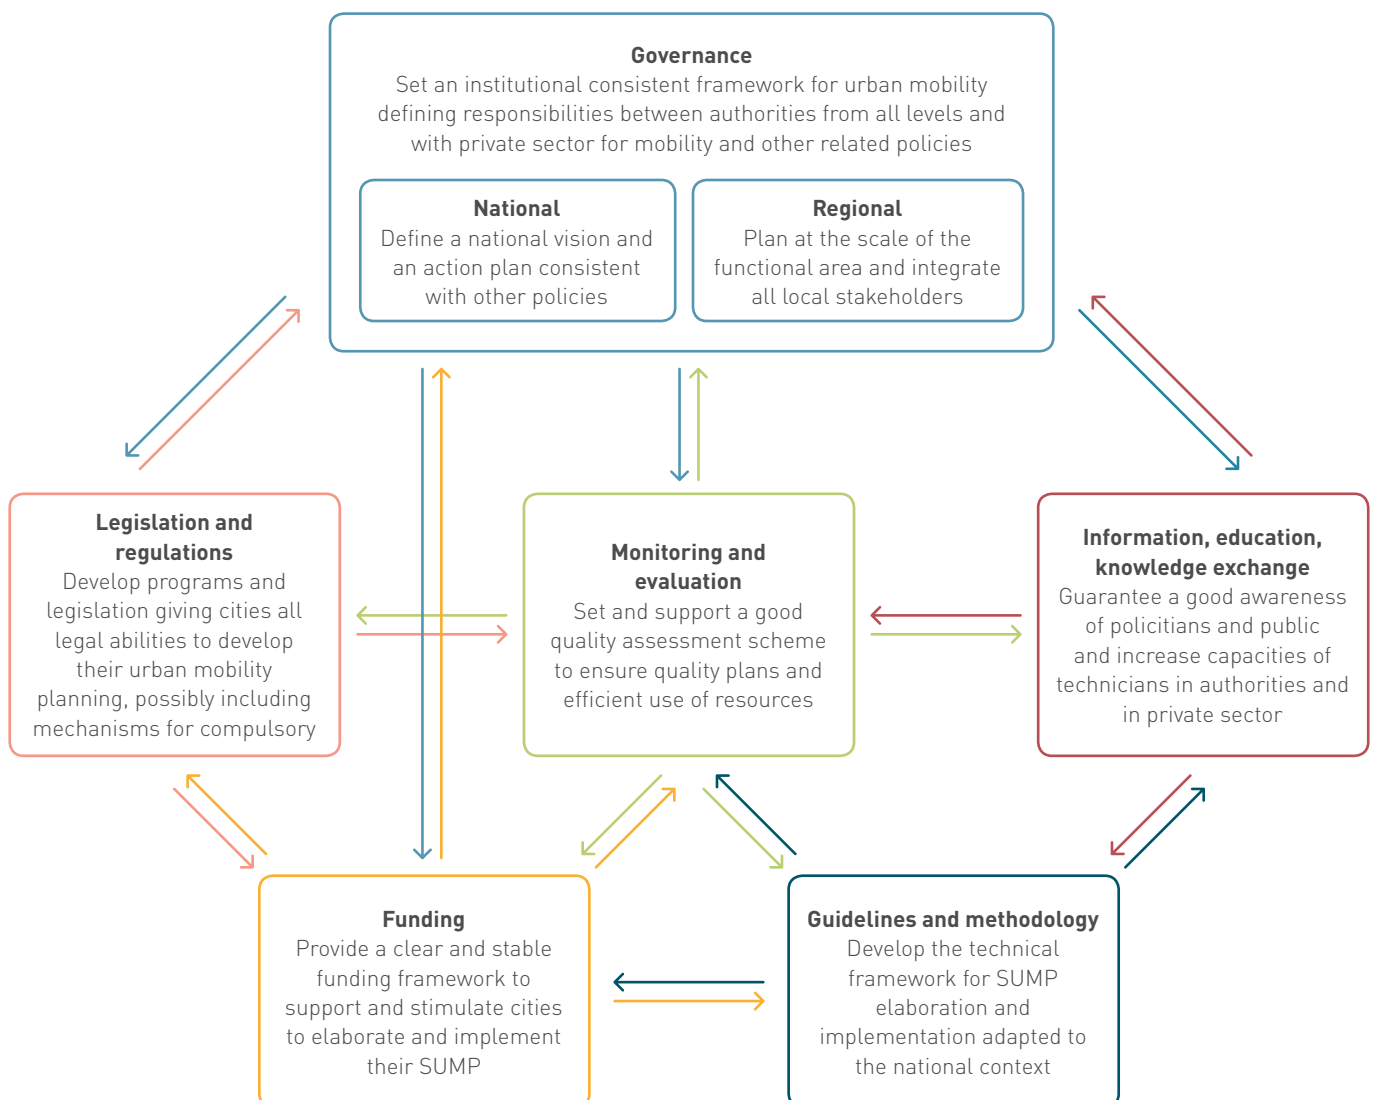 Governance
Set an institutional consistent framework for urban mobility
defining responsibilities between authorities from all levels and
with private sector for mobility and other related policies
National
Define a national vision and
an action plan consistent
with other policies
Regional
Plan at the scale of the
functional area and integrate
all local stakeholders
Legislation and
regulations
Develop programs and
legislation giving cities all
legal abilities to develop
their urban mobility
planning, possibly including
mechanisms for compulsory
Monitoring and
evaluation
Set and support a good
quality assessment scheme
to ensure quality plans and
efficient use of resources
Information, education,
knowledge exchange
Guarantee a good awareness
of policitians and public
and increase capacities of
technicians in authorities and
in private sector
Funding
Provide a clear and stable
funding framework to
support and stimulate cities
to elaborate and implement
their SUMP
Guidelines and methodology
Develop the technical
framework for SUMP
elaboration and
implementation adapted to
the national context